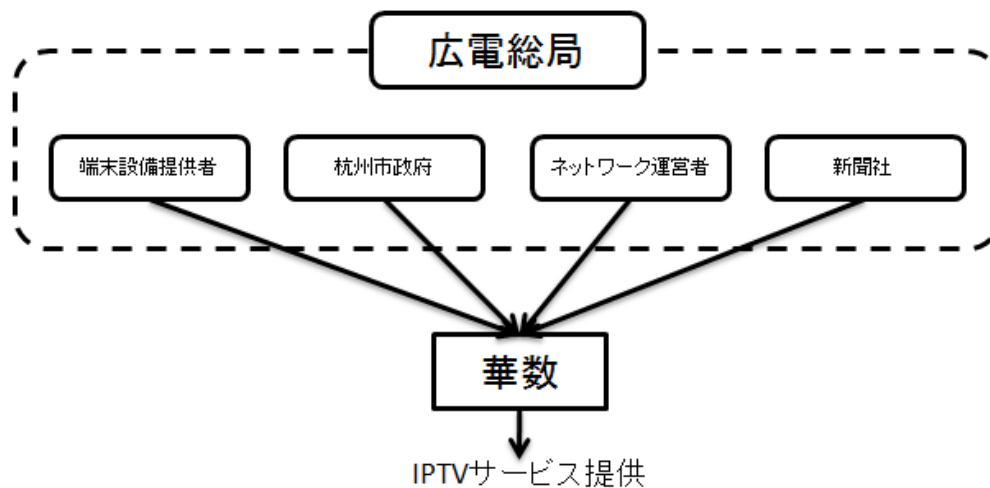 広電総局
端末設備提供者
杭州市政府
ネットワーク運営者
新聞社
華数
IPTVサービス提供